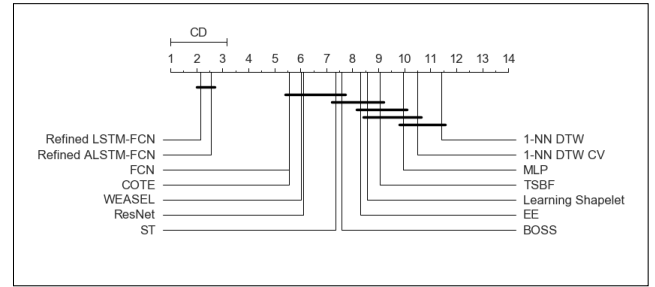 CD
1 2 3 4 5 6 7 8 9 10 11 12 13 14
Refined LSTM-FCN 1-NN DTW
Refined ALSTM-FCN 1-NN DTW CV
FCN MLP
COTE TSBF
WEASEL Learning Shapelet
ResNet EE
ST BOSS